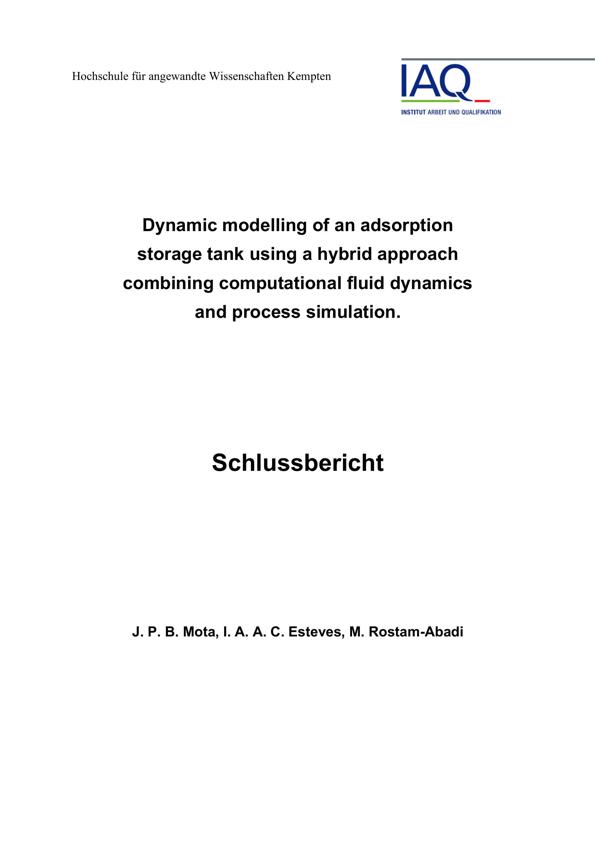 Hochschule für angewandte Wissenschaften Kempten
IAQ
INSTITUT ARBEIT UND QUALIFIKATION
Dynamic modelling of an adsorption
storage tank using a hybrid approach
combining computational fluid dynamics
and process simulation.
Schlussbericht
J. P. B. Mota, I. A. A. C. Esteves, M. Rostam-Abadi